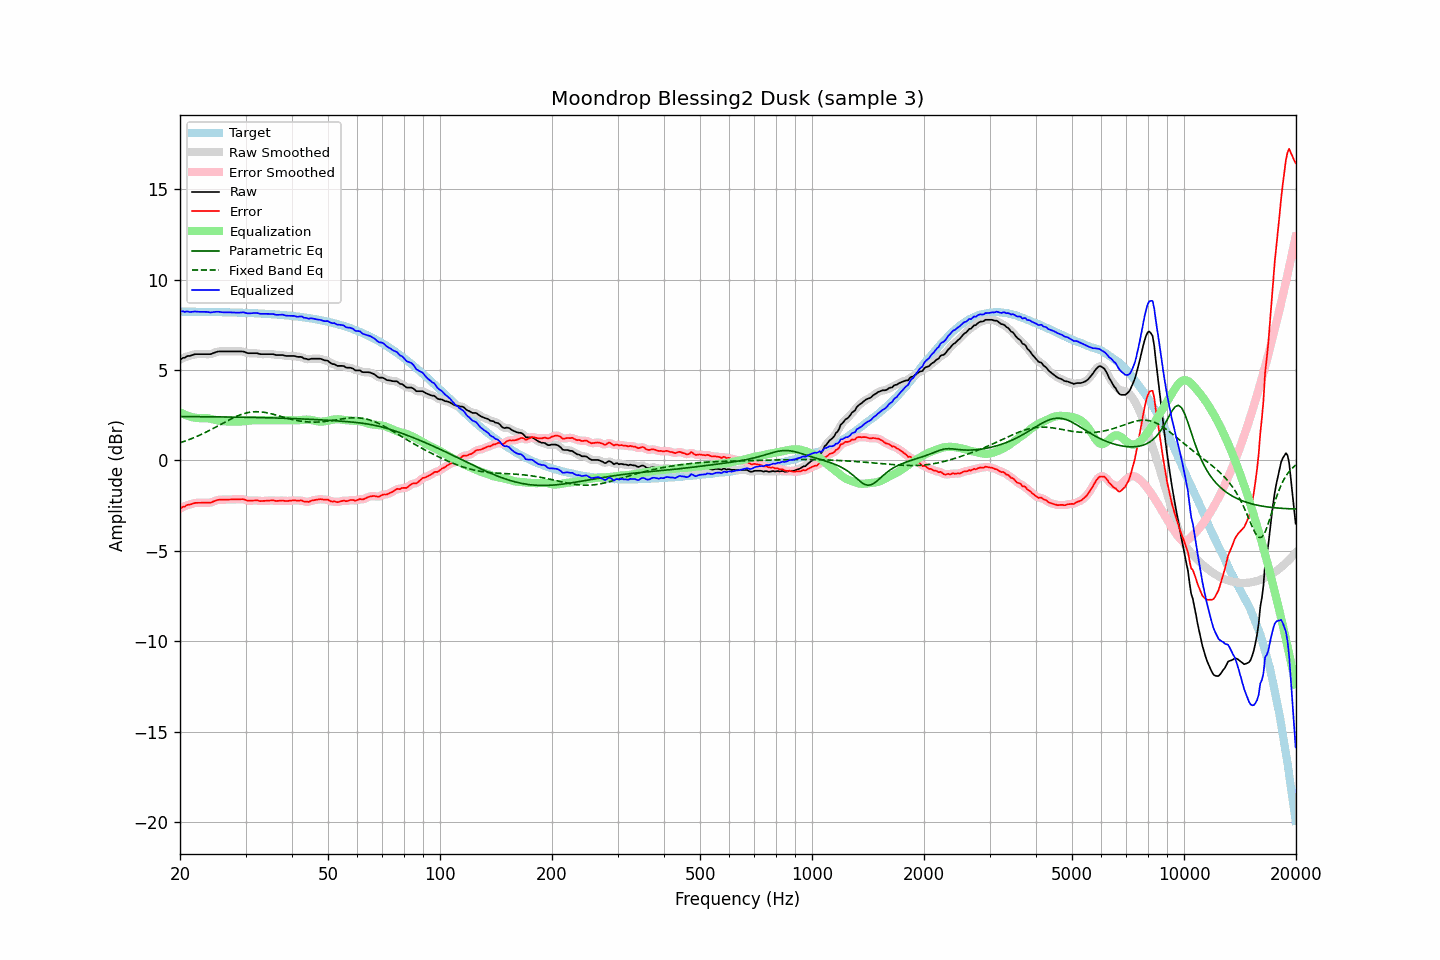 Moondrop Blessing2 Dusk (sample 3)
Target
Raw Smoothed
Error Smoothed
Raw
Error
Equalization
Parametric Eq
Fixed Band Eq
Equalized
Amplitude (dBr)
15
10
5
0
−5
−10
−15
−20
20 50 100 200 500 1000 2000 5000 10000 20000
Frequency (Hz)